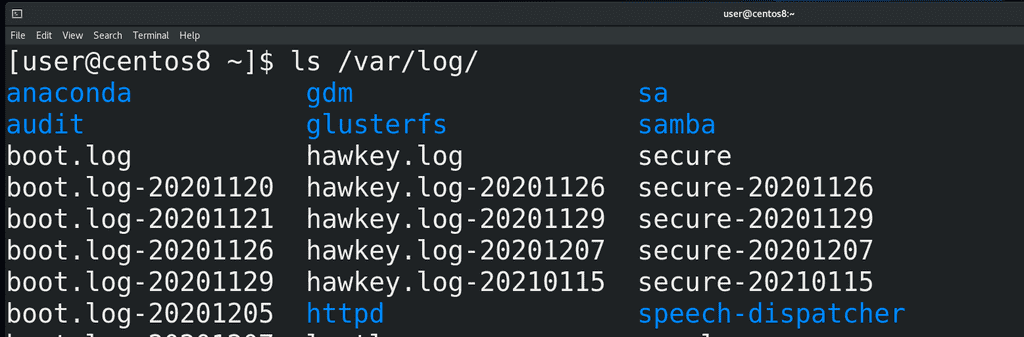 user@centos8:~
File Edit View Search Terminal Help
[user@centos8 ~]$ ls /var/log/
anaconda gdm sa
audit glusterfs samba
boot.log hawkey.log secure
boot.log-20201120 hawkey.log-20201126 secure-20201126
boot.log-20201121 hawkey.log-20201129 secure-20201129
boot.log-20201126 hawkey.log-20201207 secure-20201207
boot.log-20201129 hawkey.log-20210115 secure-20210115
boot.log-20201205 httpd speech-dispatcher